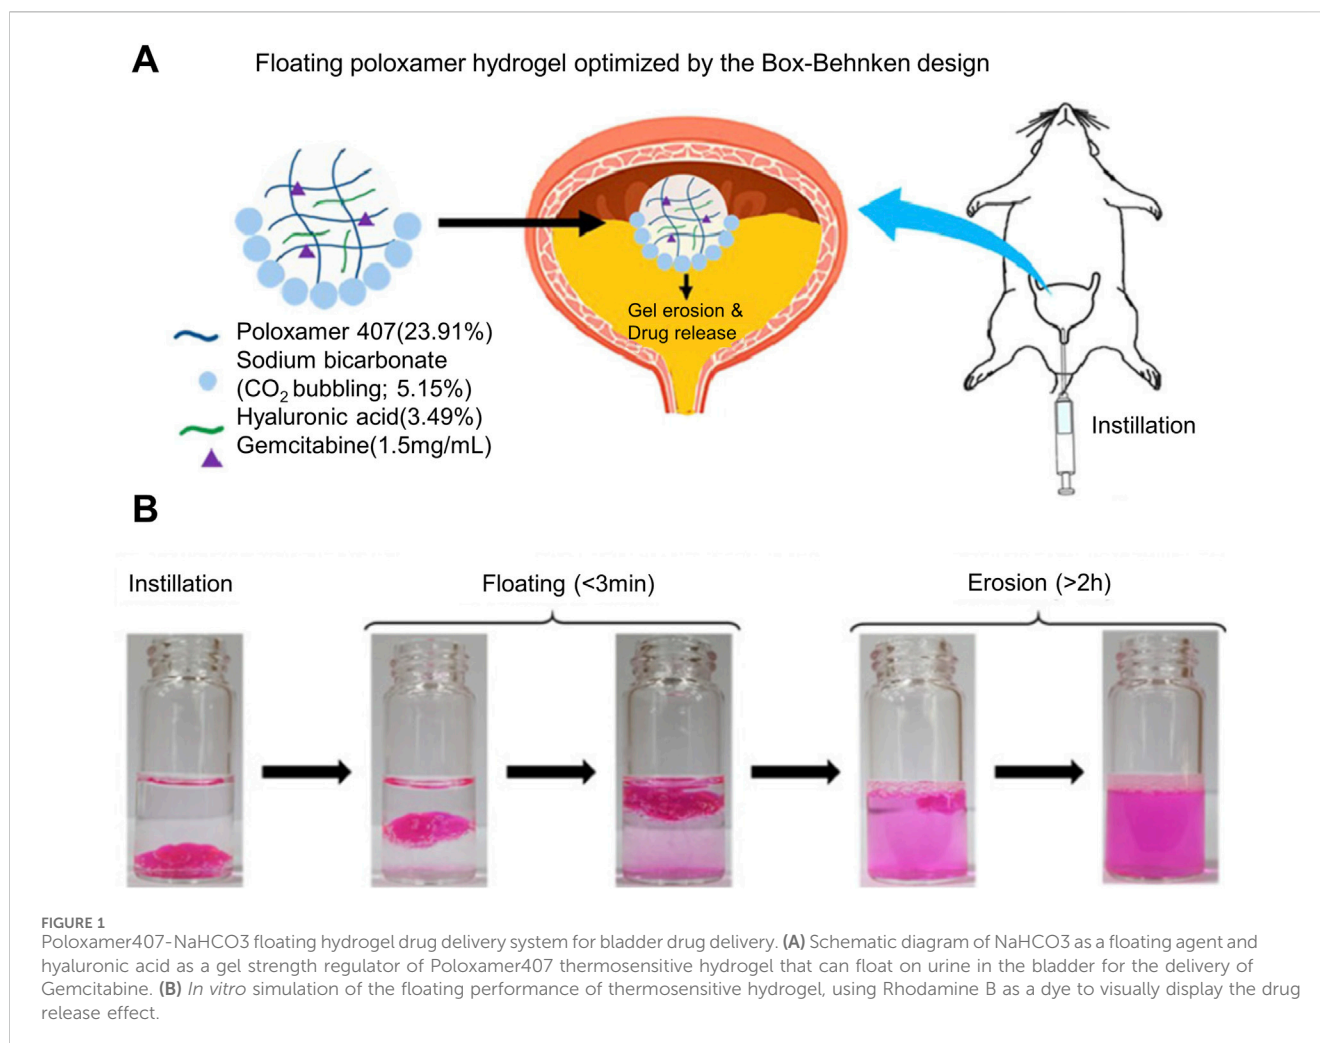 A
Floating poloxamer hydrogel optimized by the Box-Behnken design
Gel erosion &
Drug release
Poloxamer 407(23.91%)
Sodium bicarbonate
(CO2 bubbling; 5.15%)
Hyaluronic acid(3.49%)
Gemcitabine(1.5mg/mL)
Instillation
B
Instillation
Floating (<3min)
Erosion (>2h)
FIGURE 1
Poloxamer407-NaHCO3 floating hydrogel drug delivery system for bladder drug delivery. (A) Schematic diagram of NaHCO3 as a floating agent and
hyaluronic acid as a gel strength regulator of Poloxamer407 thermosensitive hydrogel that can float on urine in the bladder for the delivery of
Gemcitabine. (B) In vitro simulation of the floating performance of thermosensitive hydrogel, using Rhodamine B as a dye to visually display the drug
release effect.